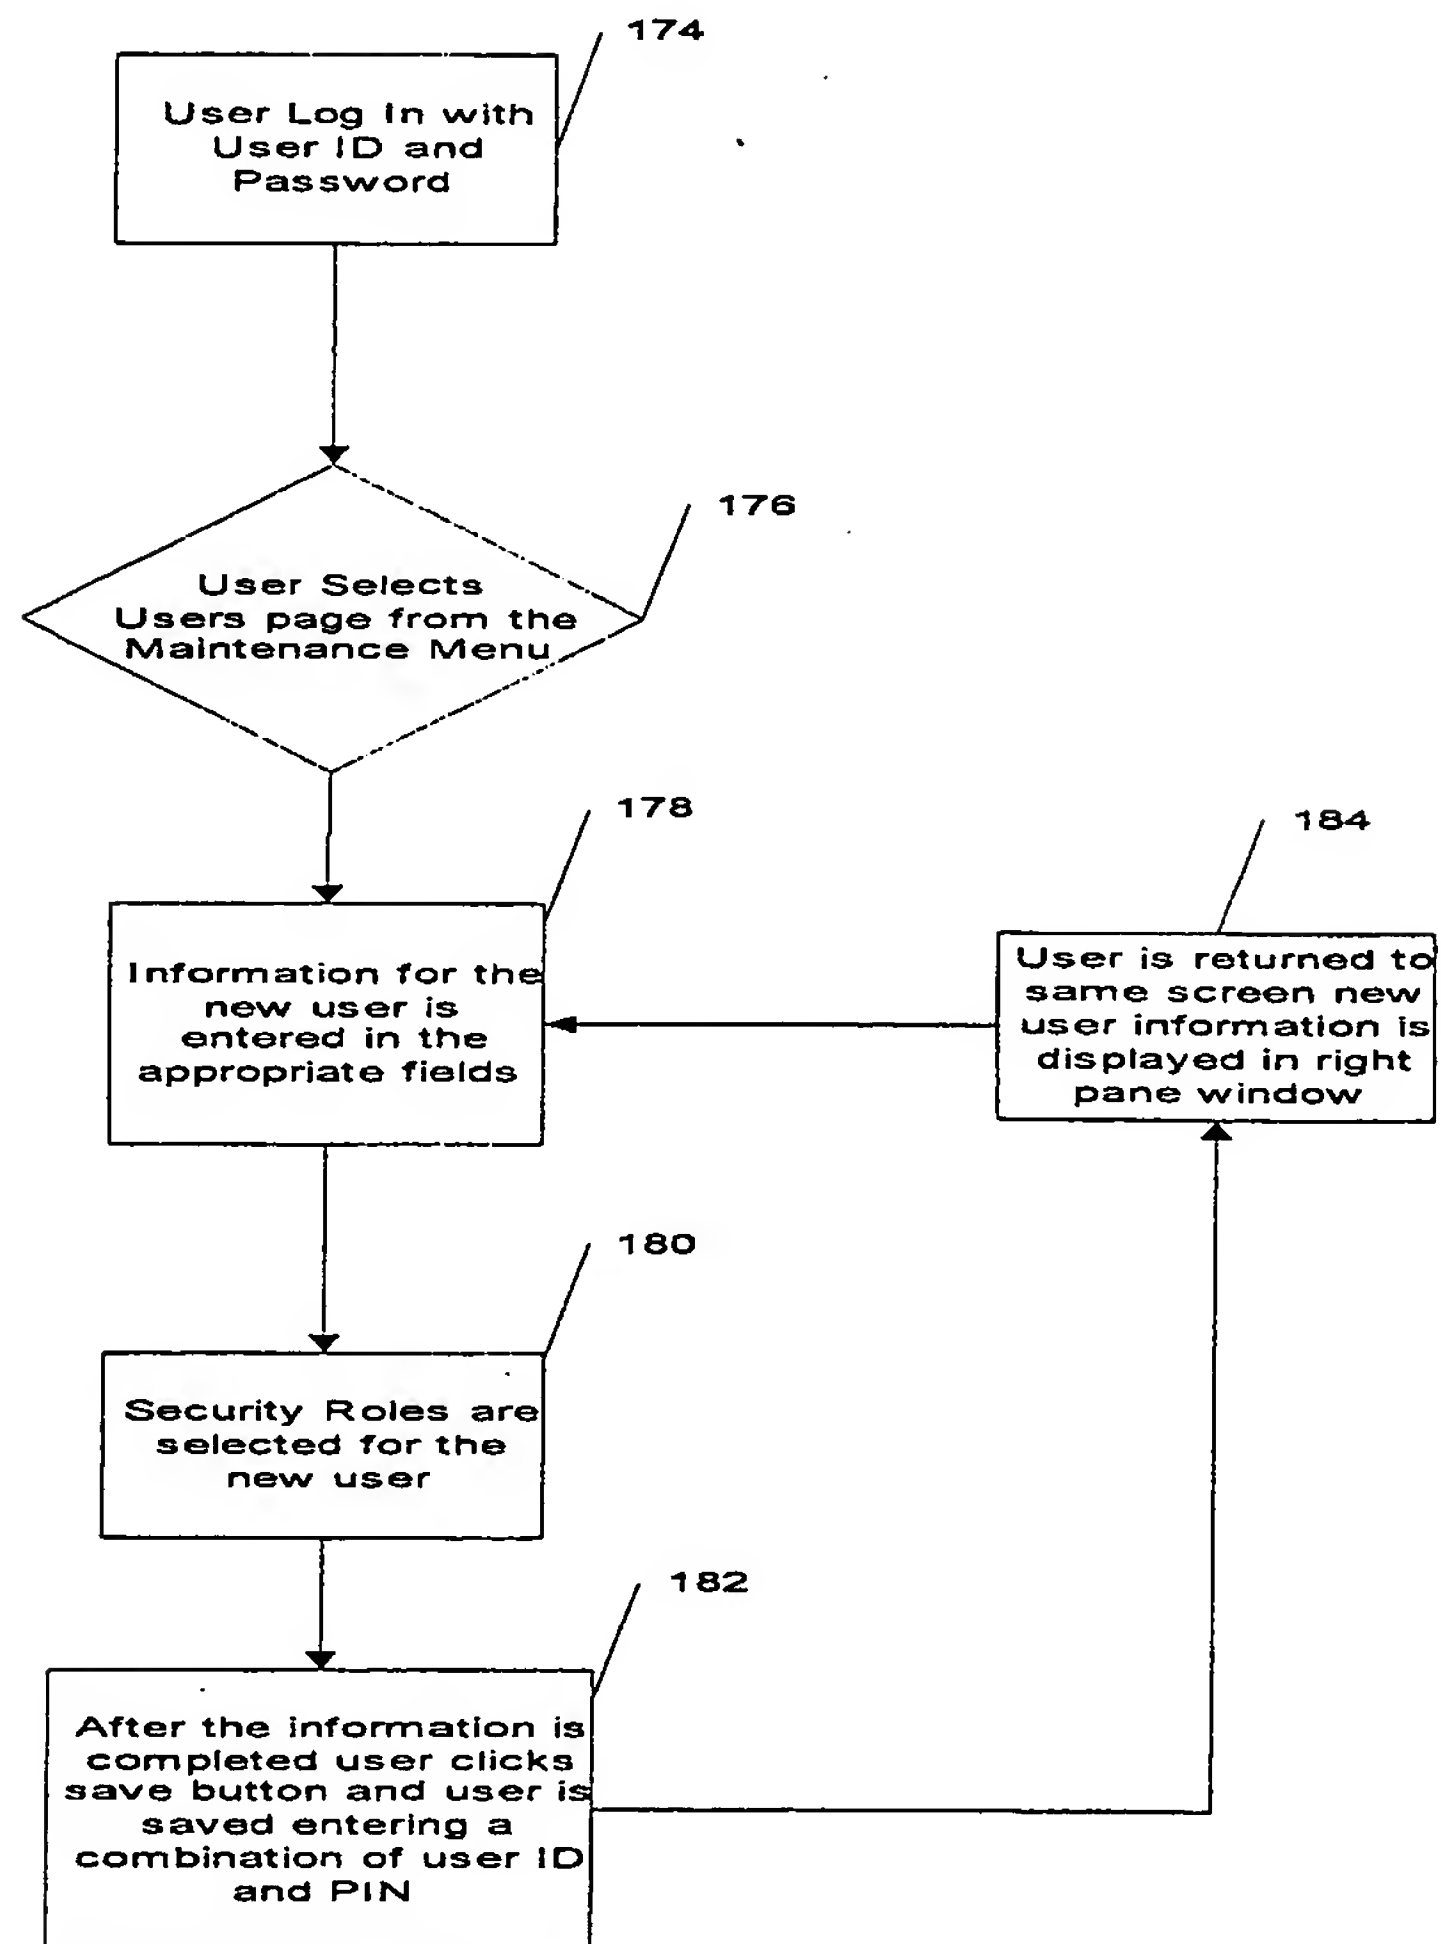 174
User Log In with
User ID and
Password
176
User Selects
Users page from the
Maintenance Menu
178
Information for the
new user is
entered in the
appropriate fields
184
User is returned to
same screen new
user information is
displayed in right
pane window
180
Security Roles are
selected for the
new user
182
After the information is
completed user clicks
save button and user is
saved entering a
combination of user ID
and PIN